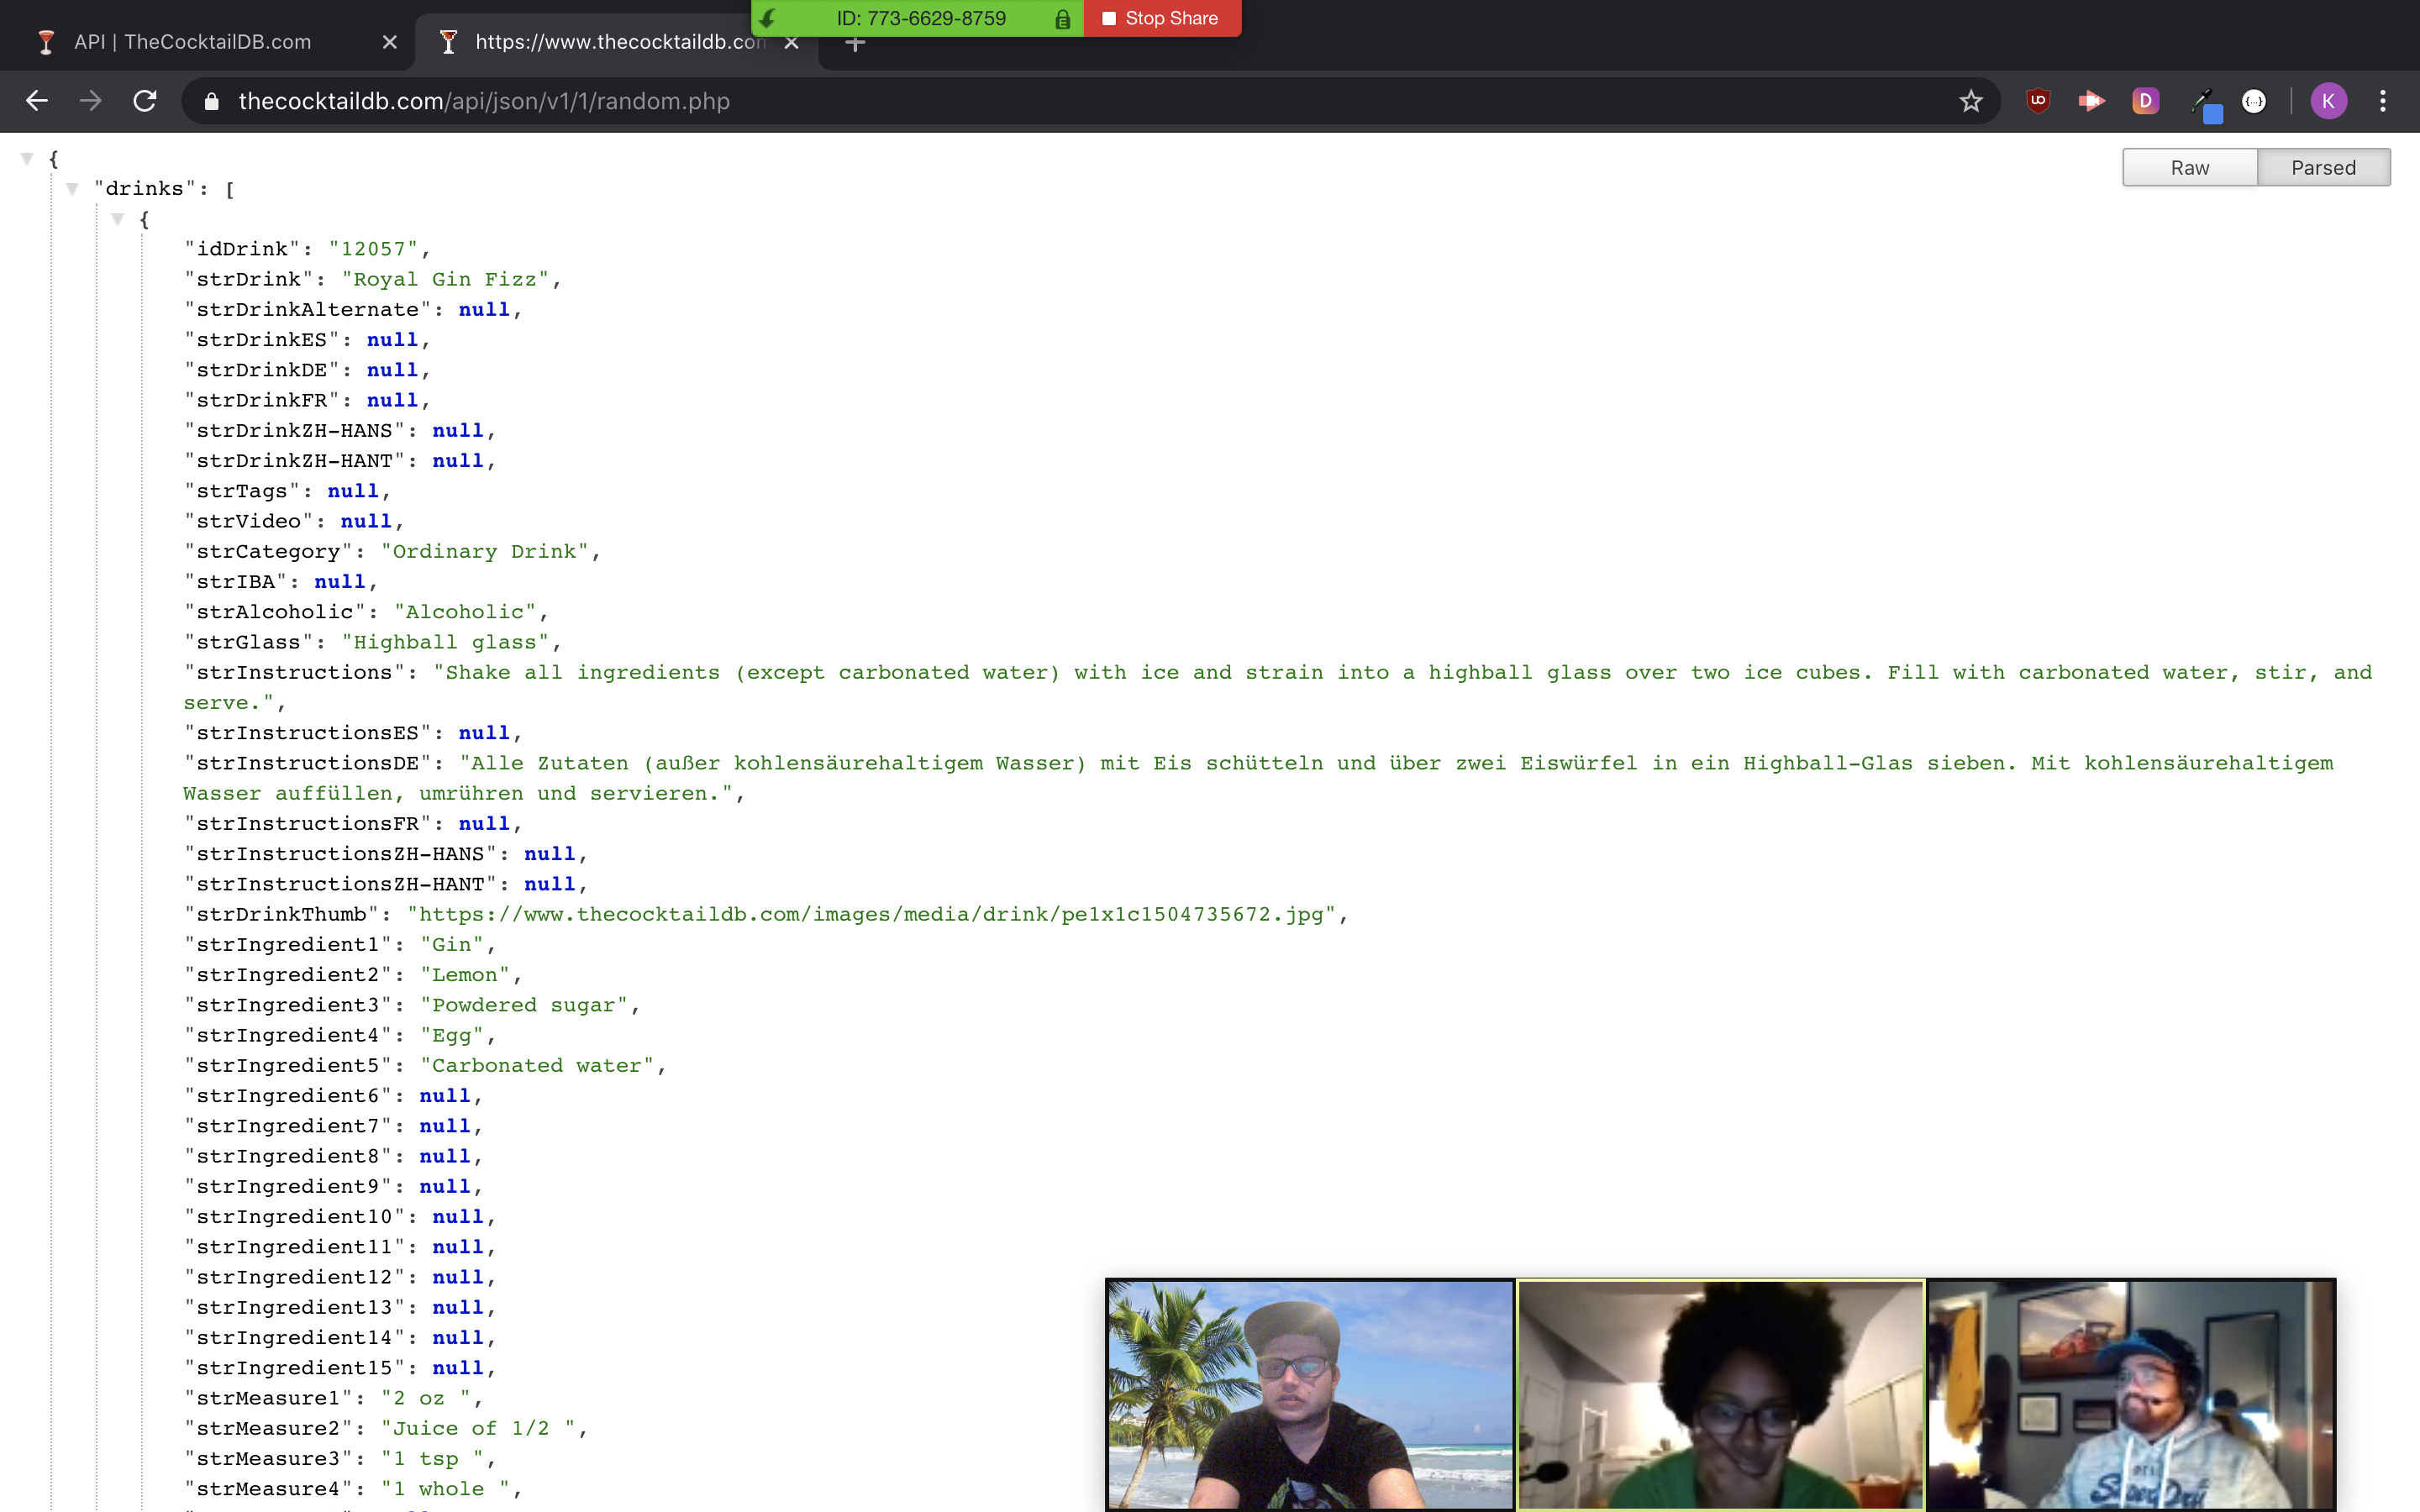 ID: 773-6629-8759 Stop Share
API | TheCocktailDB.com https://www.thecocktaildb.com
thecocktaildb.com/api/json/v1/1/random.php D K
Raw Parsed
{
"drinks": [
{
"idDrink": "12057",
"strDrink": "Royal Gin Fizz",
"strDrinkAlternate": null,
"strDrinkES": null,
"strDrinkDE": null,
"strDrinkFR": null,
"strDrinkZH-HANS": null,
"strDrinkZH-HANT": null,
"strTags": null,
"strVideo": null,
"strCategory": "Ordinary Drink",
"strIBA": null,
"strAlcoholic": "Alcoholic",
"strGlass": "Highball glass",
"strInstructions": "Shake all ingredients (except carbonated water) with ice and strain into a highball glass over two ice cubes. Fill with carbonated water, stir, and
serve.",
"strInstructionsES": null,
"strInstructionsDE": "Alle Zutaten (außer kohlensäurehaltigem Wasser) mit Eis schütteln und über zwei Eiswürfel in ein Highball-Glas sieben. Mit kohlensäurehaltigem
Wasser auffüllen, umrühren und servieren.",
"strInstructionsFR": null,
"strInstructionsZH-HANS": null,
"strInstructionsZH-HANT": null,
"strDrinkThumb": "https://www.thecocktaildb.com/images/media/drink/pe1x1c1504735672.jpg",
"strIngredient1": "Gin",
"strIngredient2": "Lemon",
"strIngredient3": "Powdered sugar",
"strIngredient4": "Egg",
"strIngredient5": "Carbonated water",
"strIngredient6": null,
"strIngredient7": null,
"strIngredient8": null,
"strIngredient9": null,
"strIngredient10": null,
"strIngredient11": null,
"strIngredient12": null,
"strIngredient13": null,
"strIngredient14": null,
"strIngredient15": null,
"strMeasure1": "2 oz ",
"strMeasure2": "Juice of 1/2 ",
"strMeasure3": "1 tsp ",
"strMeasure4": "1 whole ",